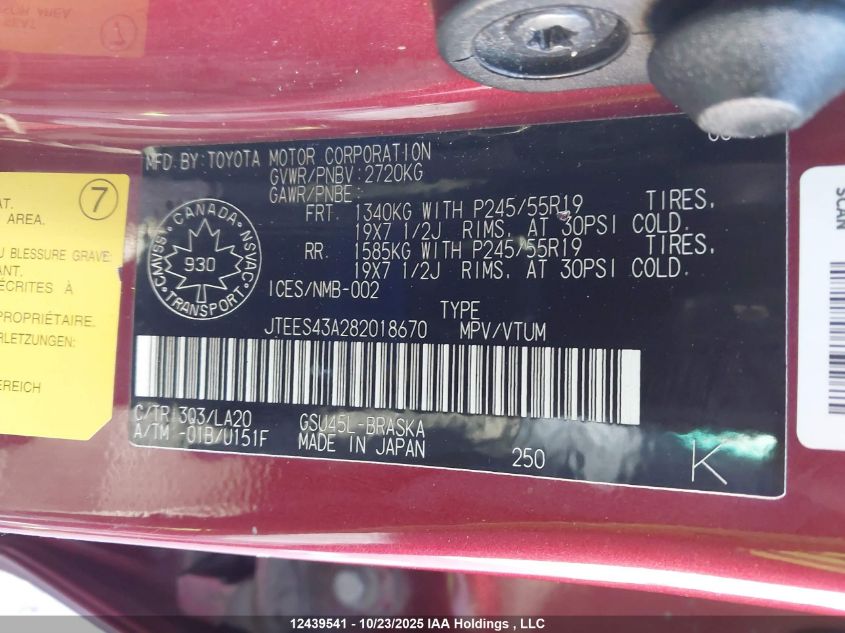 MFD.BY:TOYOTA MOTOR CORPORATION
GVWR/PNBV:2720KG
GAWR/PNBE:
FRT. 1340KG WITH P245/55R19 TIRES.
19X7 1/2J RIMS. AT 30PSI COLD.
RR. 1585KG WITH P245/55R19 TIRES.
19X7 1/2J RIMS. AT 30PSI COLD.
ICES/NMB-002
CANADA
CMVSS NSVAC
930
TRANSPORT
TYPE
JTEES43A282018670 MPV/VTUM
C/TR 3Q3/LA20 GSU45L-BRASKA
A/TM -01B/U151F MADE IN JAPAN 250
K
7
AT.
AREA.
U BLESSURE GRAVE
ANT.
ÉCRITES À
PROPRIÉTAIRE.
RLETZUNGEN:
BEREICH
SCAN
12439541 - 10/23/2025 IAA Holdings , LLC